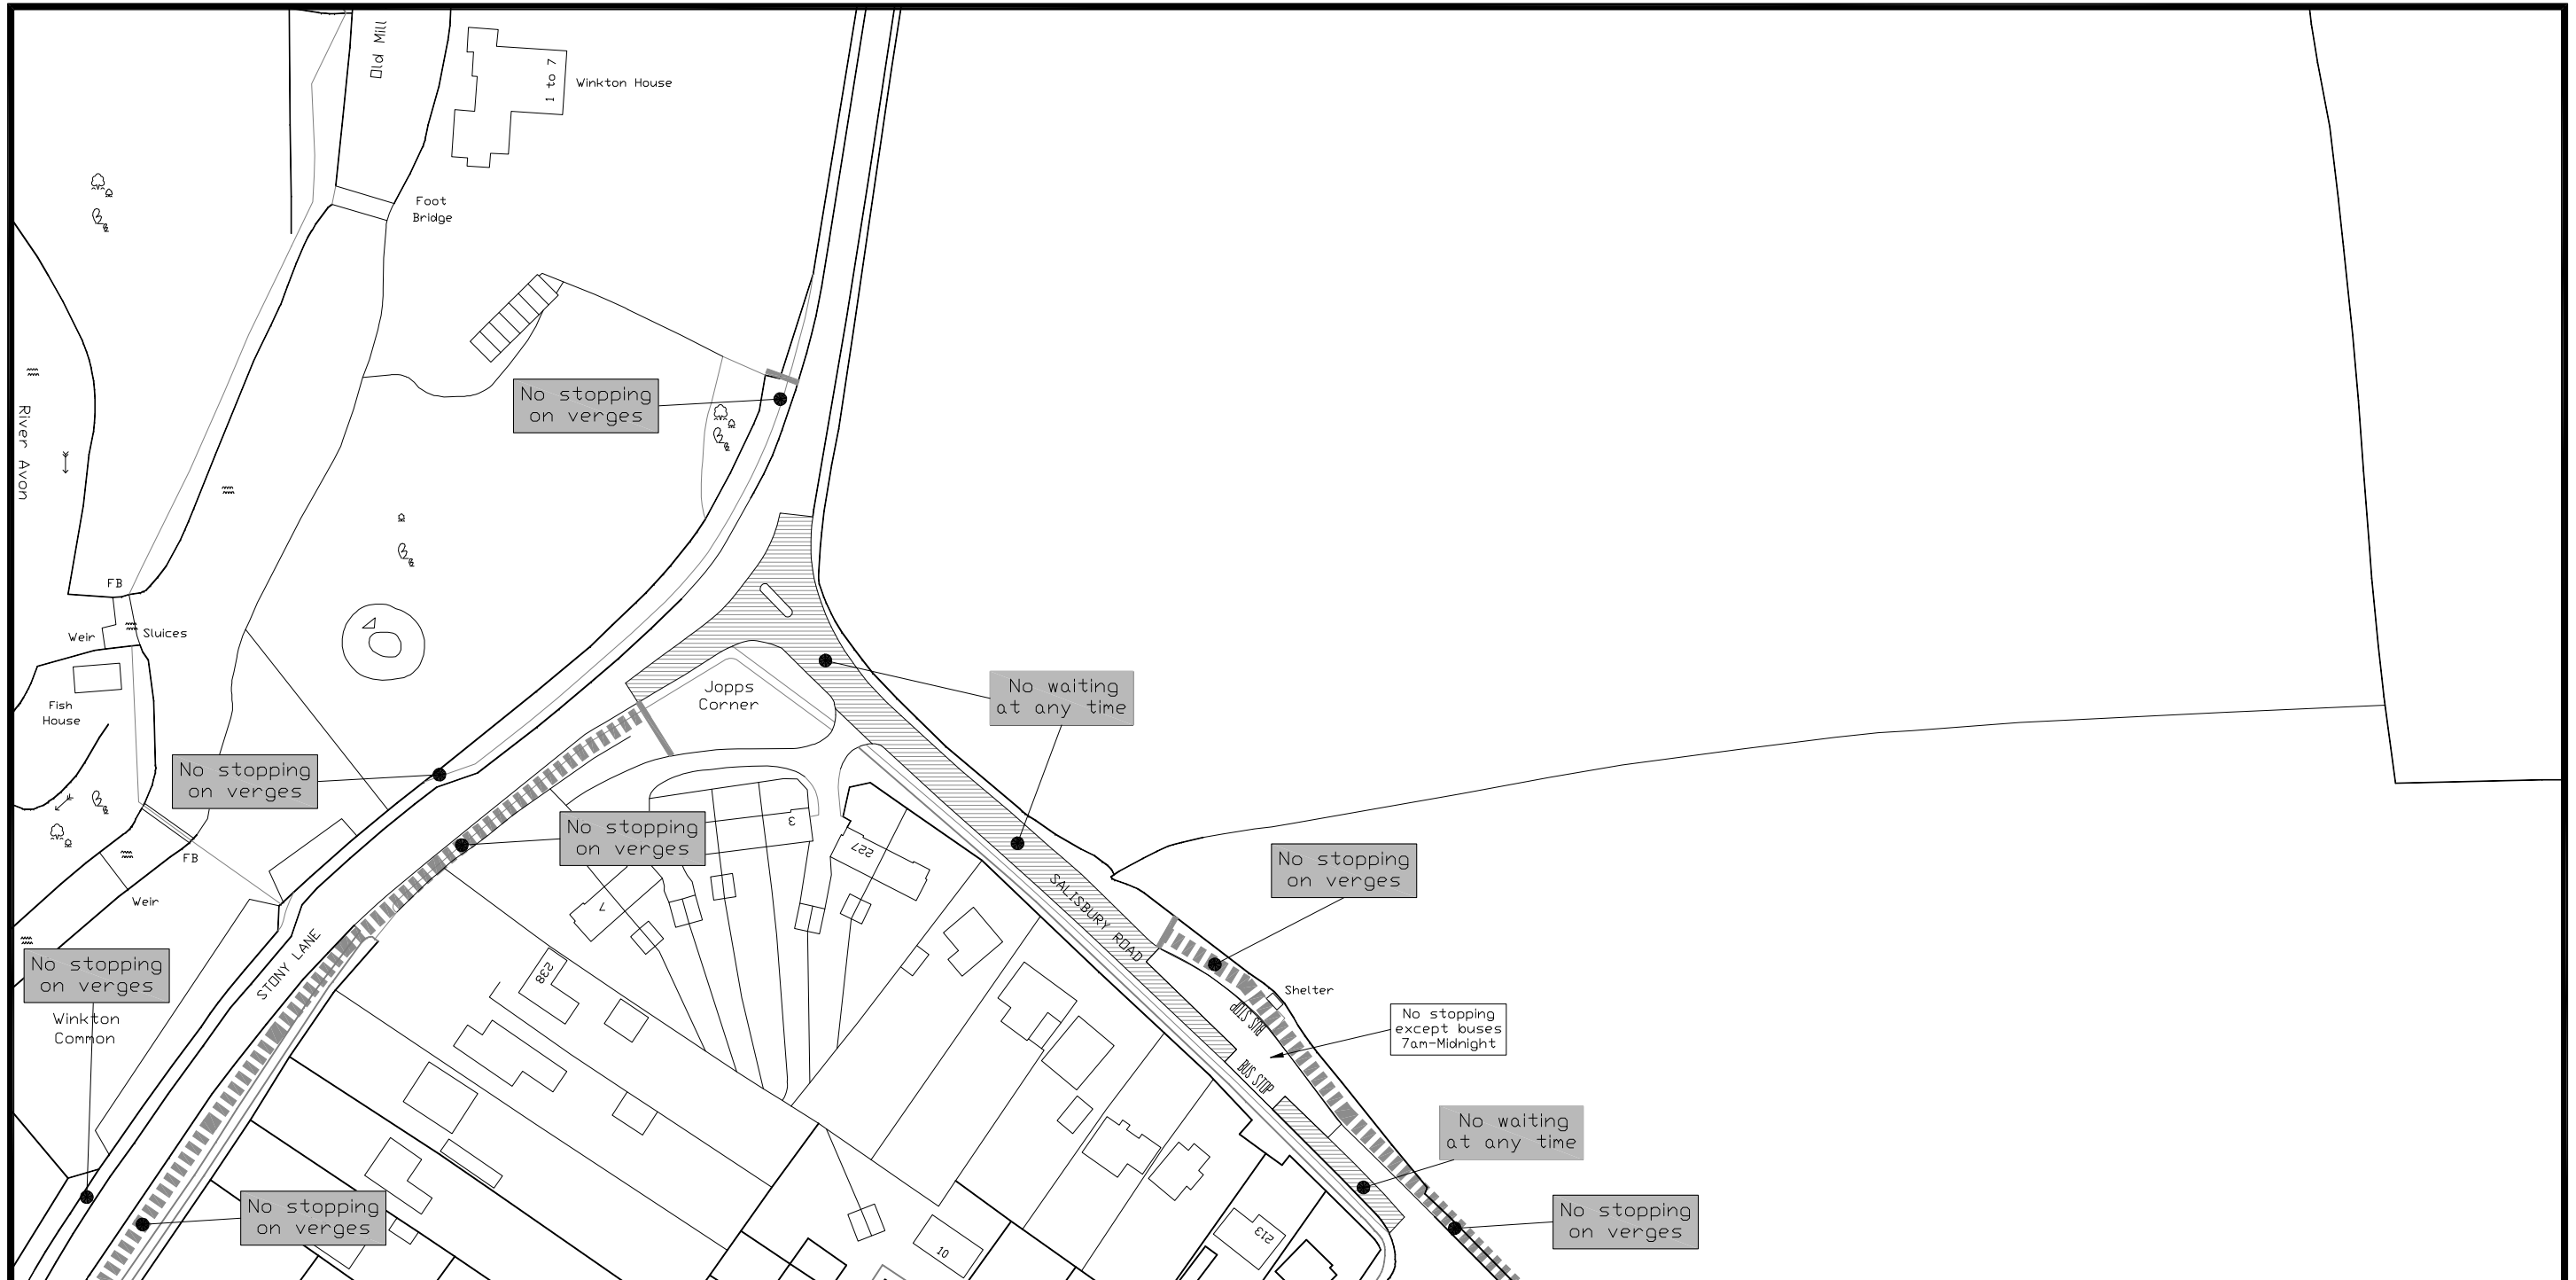 Old Mill
1 to 7
Winkton House
Foot
Bridge
No stopping
on verges
River Avon
FB
Weir
Sluices
Fish
House
Jopps
Corner
No waiting
at any time
No stopping
on verges
No stopping
on verges
3
227
7
FB
Weir
SALISBURY ROAD
No stopping
on verges
STONY LANE
238
No stopping
on verges
Winkton
Common
Shelter
BUS STOP
No stopping
except buses
7am-Midnight
BUS STOP
No waiting
at any time
No stopping
on verges
No stopping
on verges
213
10